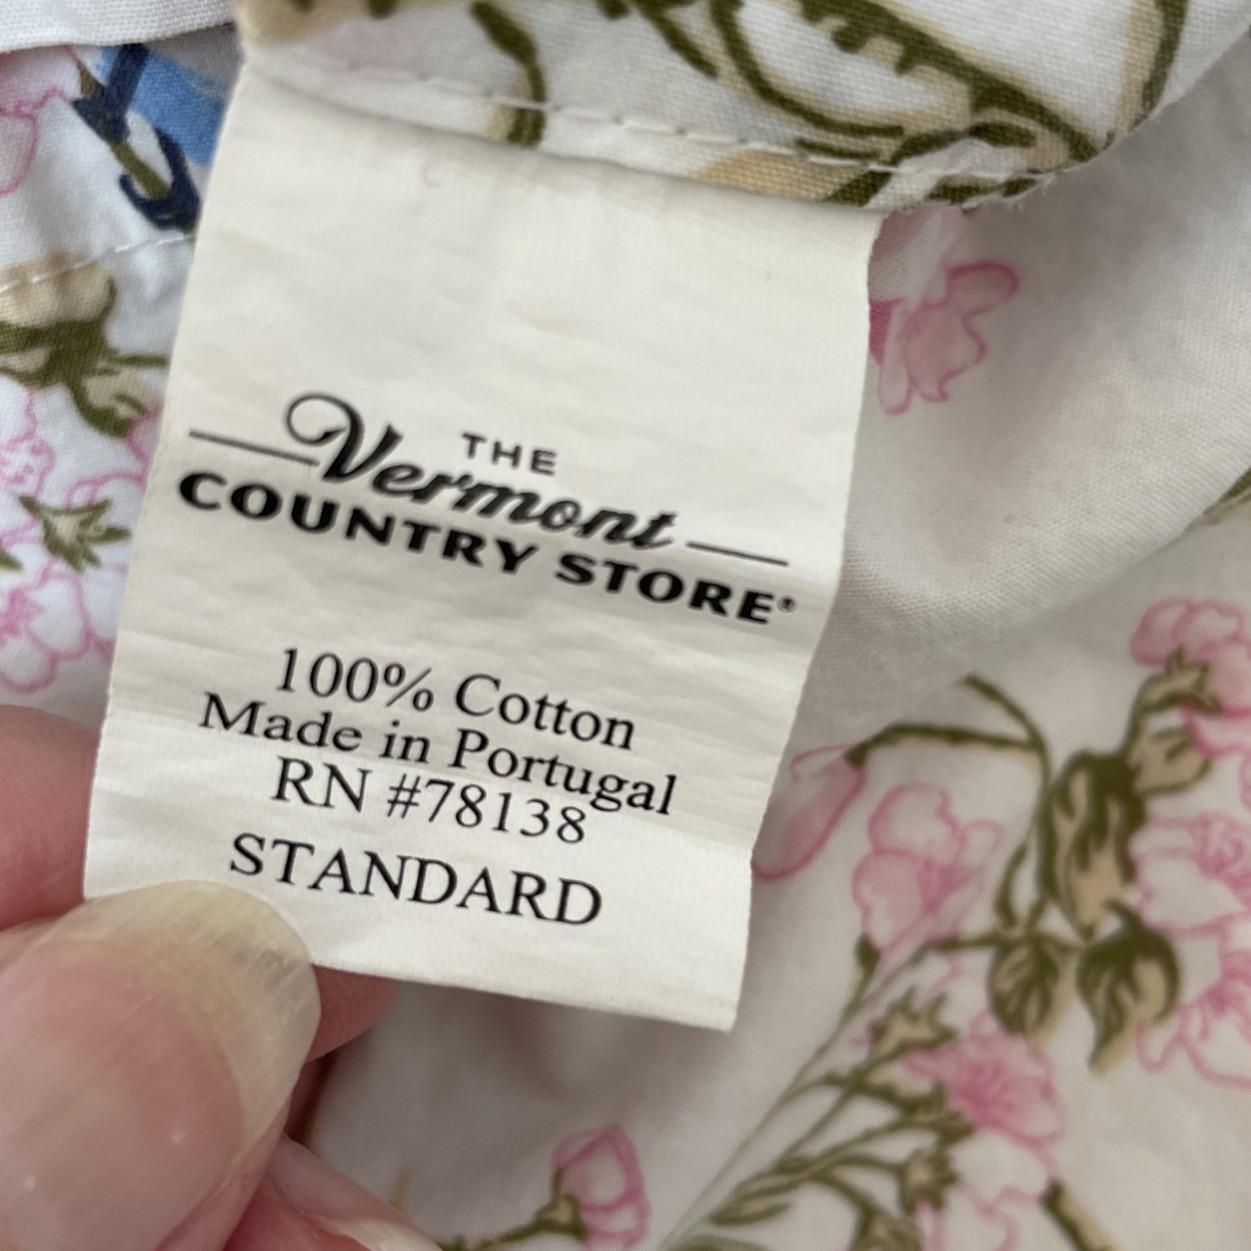 THE
Vermont
COUNTRY STORE®
100% Cotton
Made in Portugal
RN #78138
STANDARD